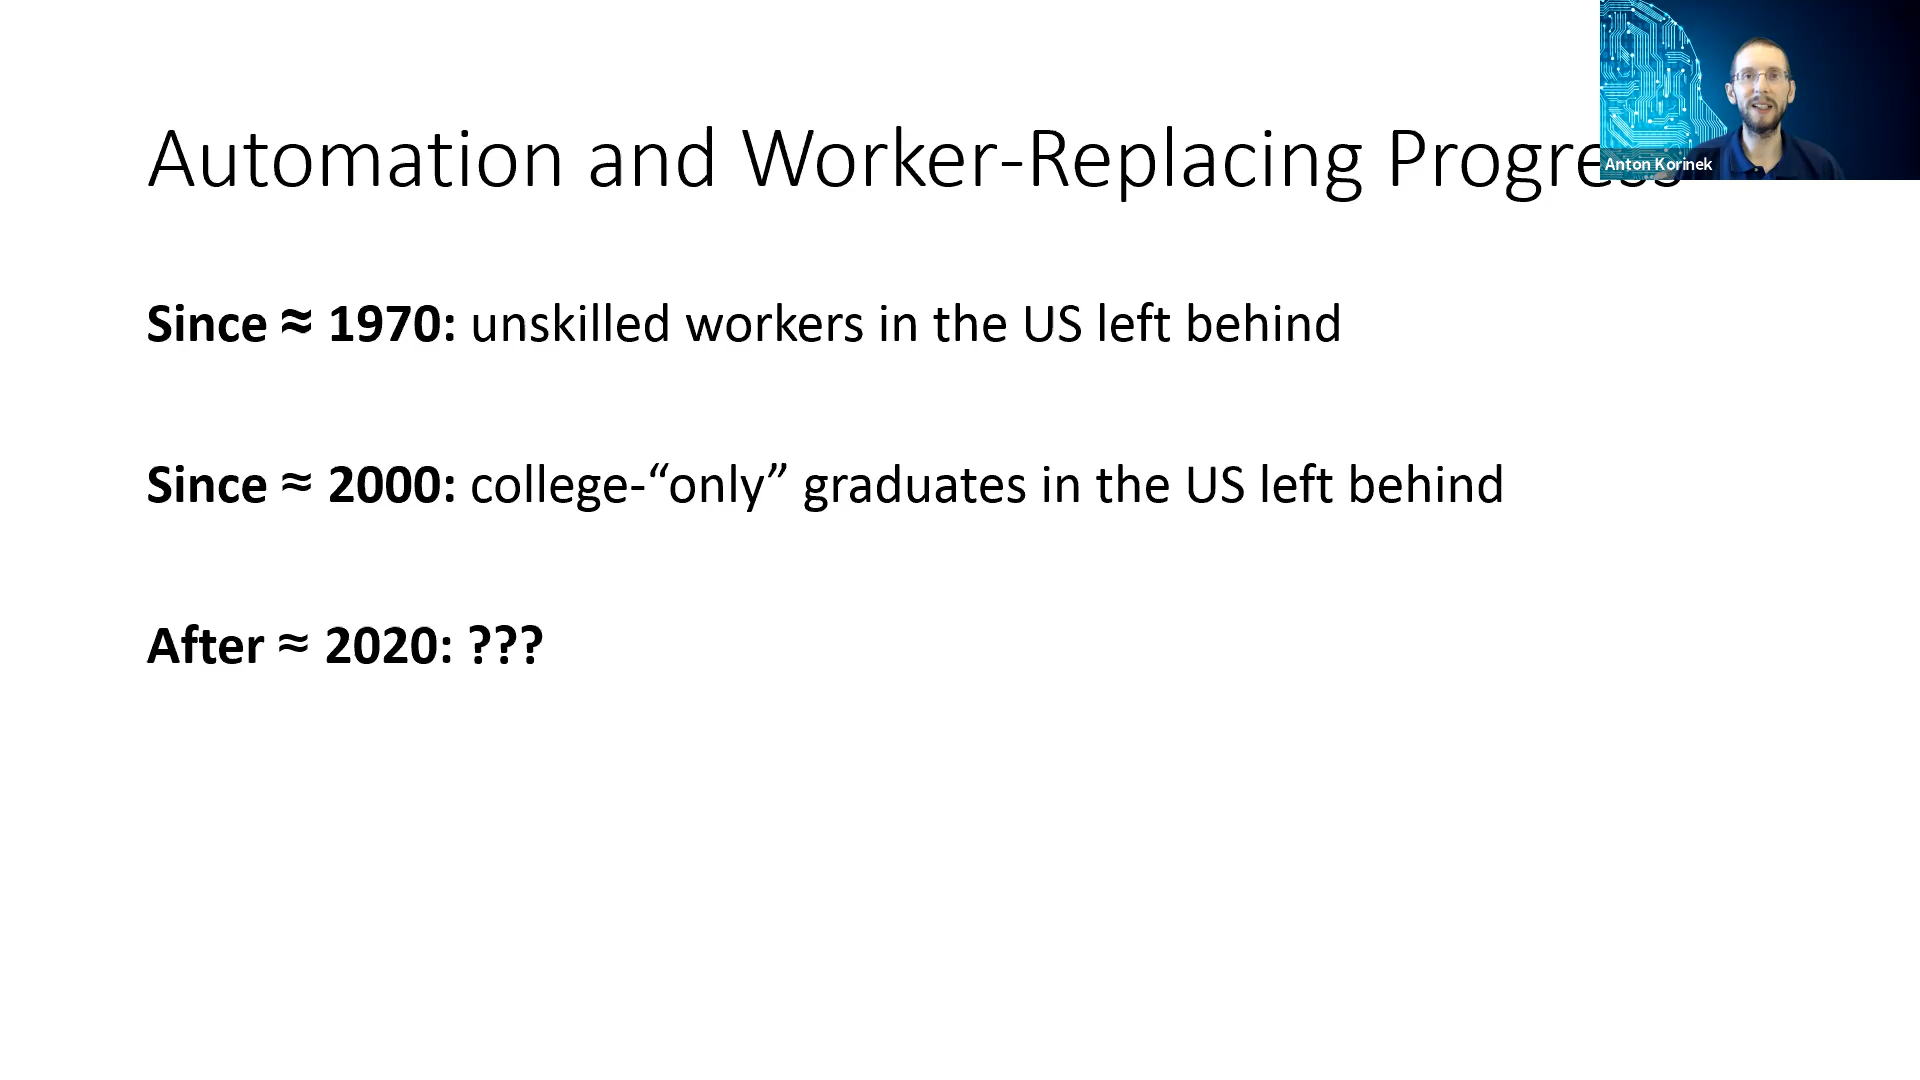 Automation and Worker-Replacing Progress
Anton Korinek
Since ≈ 1970: unskilled workers in the US left behind
Since ≈ 2000: college-“only” graduates in the US left behind
After ≈ 2020: ???